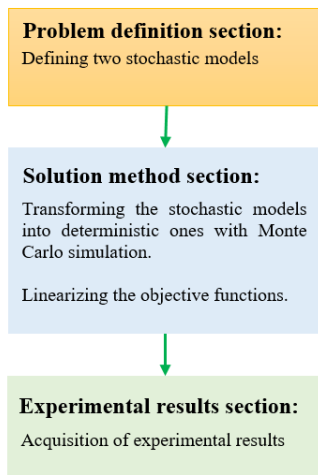 Problem definition section:
Defining two stochastic models
Solution method section:
Transforming the stochastic models
into deterministic ones with Monte
Carlo simulation.
Linearizing the objective functions.
Experimental results section:
Acquisition of experimental results